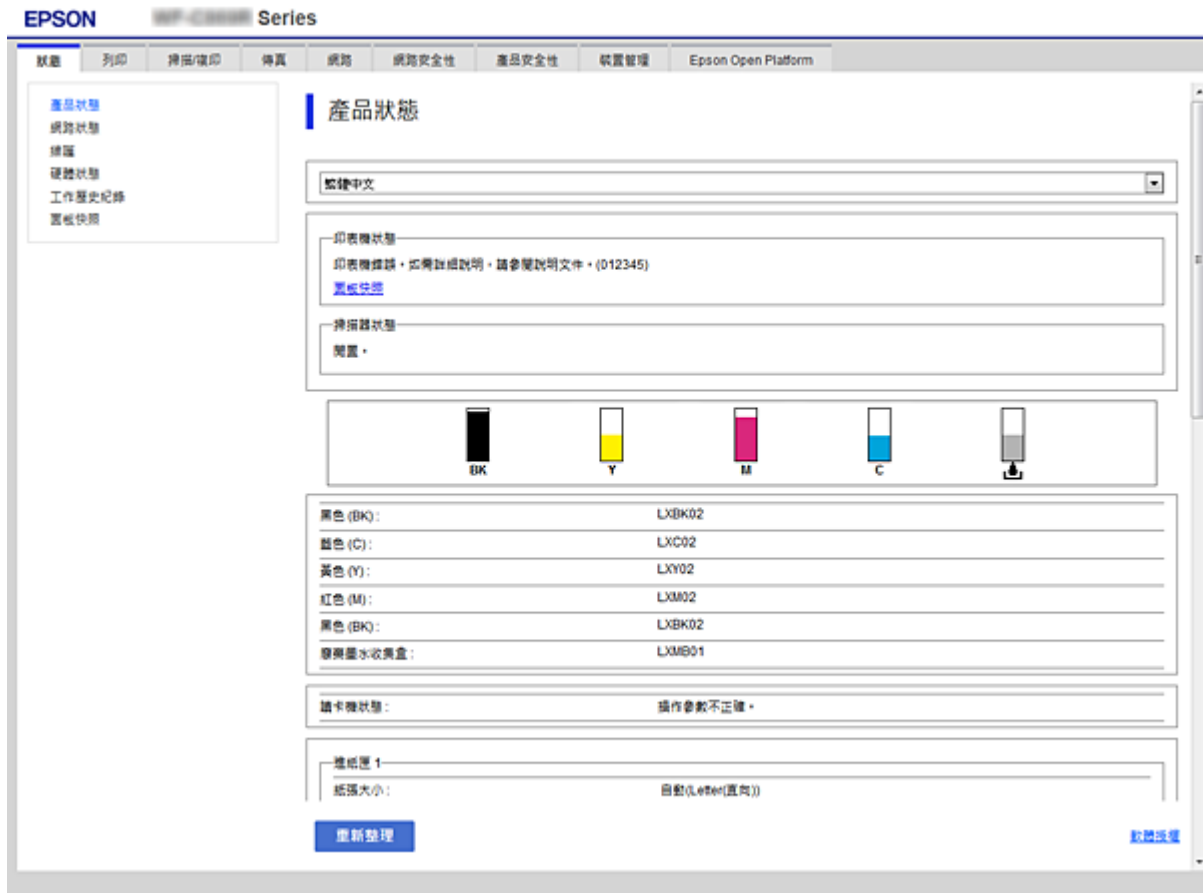 EPSON Series
狀態 列印 掃描/複印 傳真 網路 網路安全性 產品安全性 裝置管理 Epson Open Platform
產品狀態
網路狀態
維護
硬體狀態
工作歷史紀錄
面板快照
產品狀態
繁體中文
印表機狀態
印表機錯誤。如需詳細說明，請參閱說明文件。(012345)
面板快照
掃描器狀態
閒置。
BK Y M C
黑色 (BK) : LXBK02
藍色 (C) : LXC02
黃色 (Y) : LXY02
紅色 (M) : LXM02
黑色 (BK) : LXBK02
廢棄墨水收集盒 : LXMB01
讀卡機狀態 : 操作參數不正確。
進紙匣 1
紙張大小 : 自動(Letter(直向))
重新整理
軟體授權